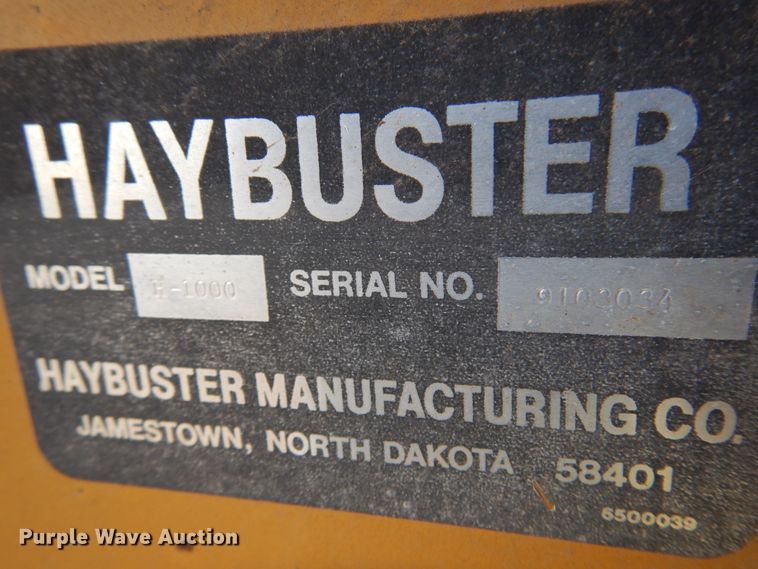 HAYBUSTER
MODEL H-1000 SERIAL NO. 9103034
HAYBUSTER MANUFACTURING CO.
JAMESTOWN, NORTH DAKOTA 58401
6500039
Purple Wave Auction